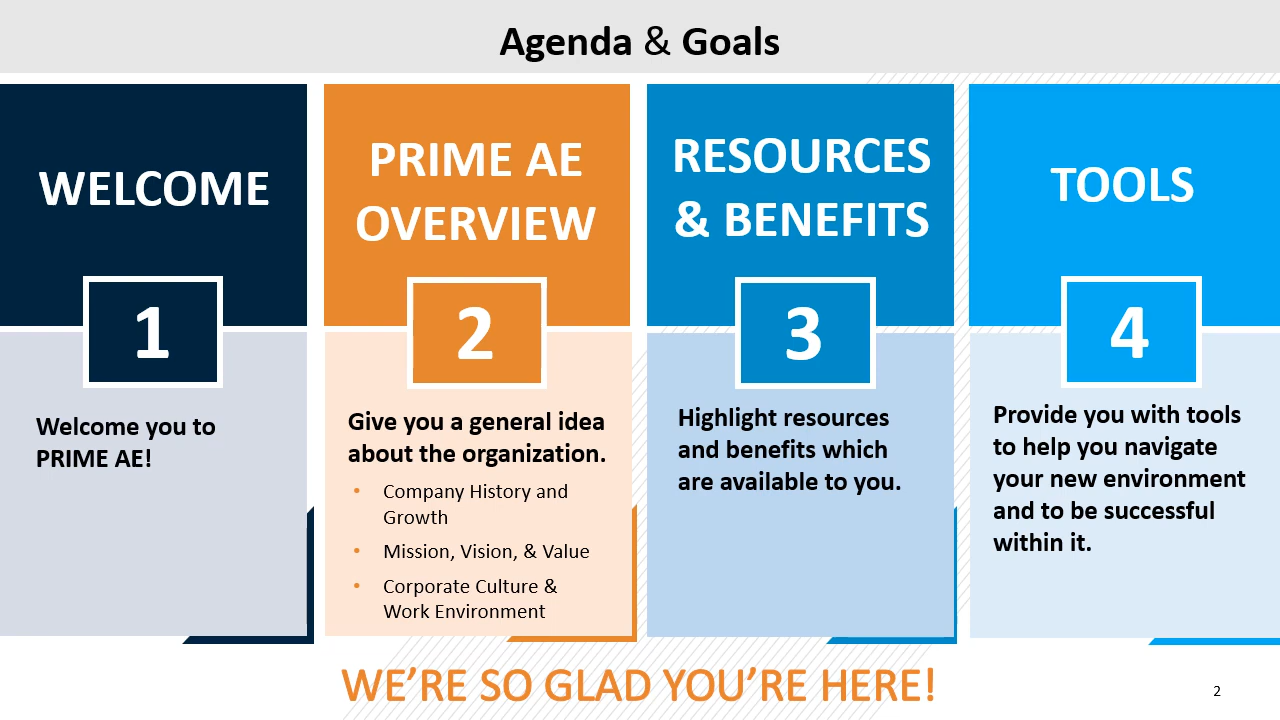 Agenda & Goals
WELCOME
1
Welcome you to
PRIME AE!
PRIME AE
OVERVIEW
2
Give you a general idea
about the organization.
• Company History and
Growth
• Mission, Vision, & Value
• Corporate Culture &
Work Environment
RESOURCES
& BENEFITS
3
Highlight resources
and benefits which
are available to you.
TOOLS
4
Provide you with tools
to help you navigate
your new environment
and to be successful
within it.
WE’RE SO GLAD YOU’RE HERE!
2